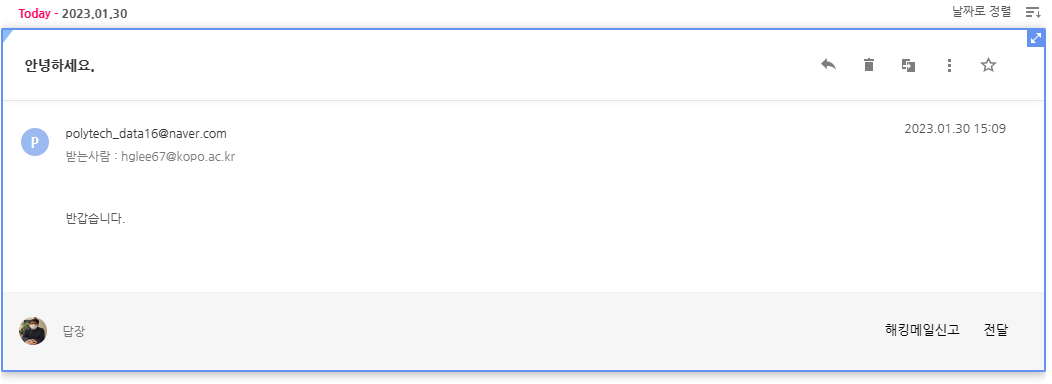 Today - 2023.01.30
날짜로 정렬
안녕하세요.
P
polytech_data16@naver.com
2023.01.30 15:09
받는사람 : hglee67@kopo.ac.kr
반갑습니다.
답장
해킹메일신고
전달